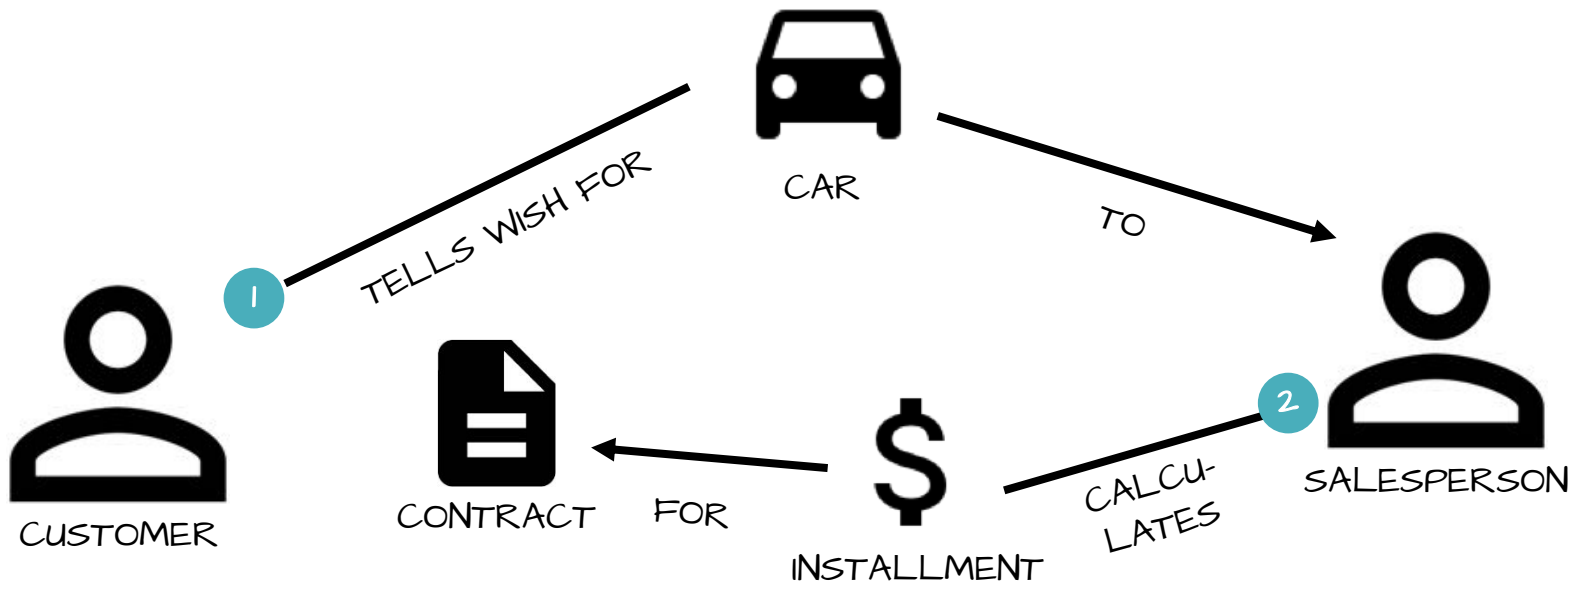 CAR
TELLS WISH FOR
TO
1
2
CUSTOMER
CONTRACT
FOR
INSTALLMENT
CALCU-
LATES
SALESPERSON